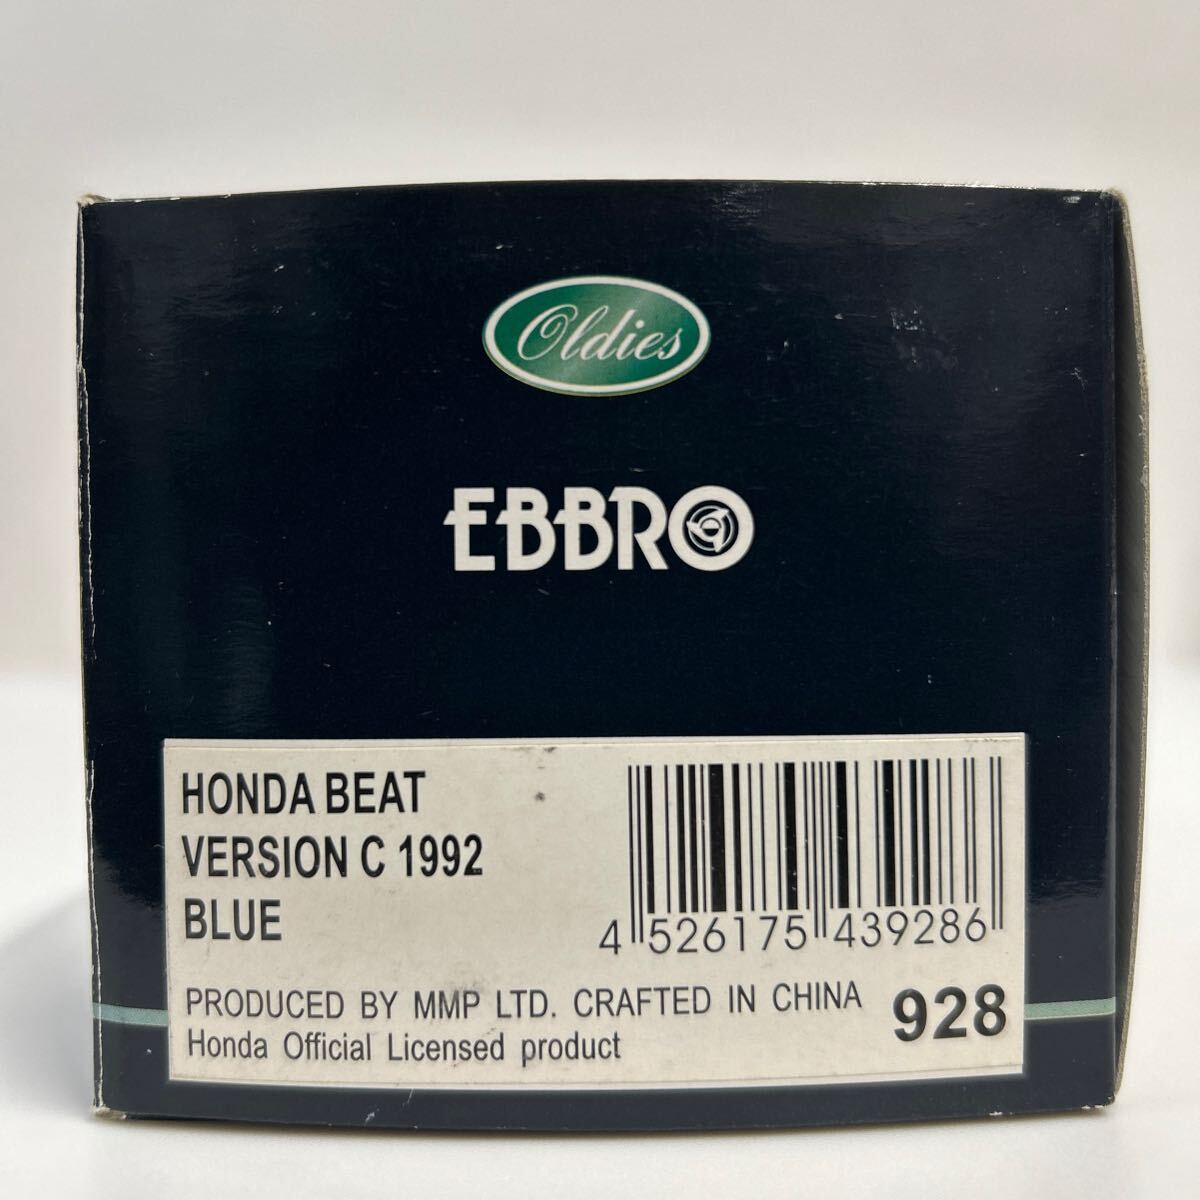 Oldies
EBBRO
HONDA BEAT
VERSION C 1992
BLUE
4 526175 439286
PRODUCED BY MMP LTD. CRAFTED IN CHINA
Honda Official Licensed product
928